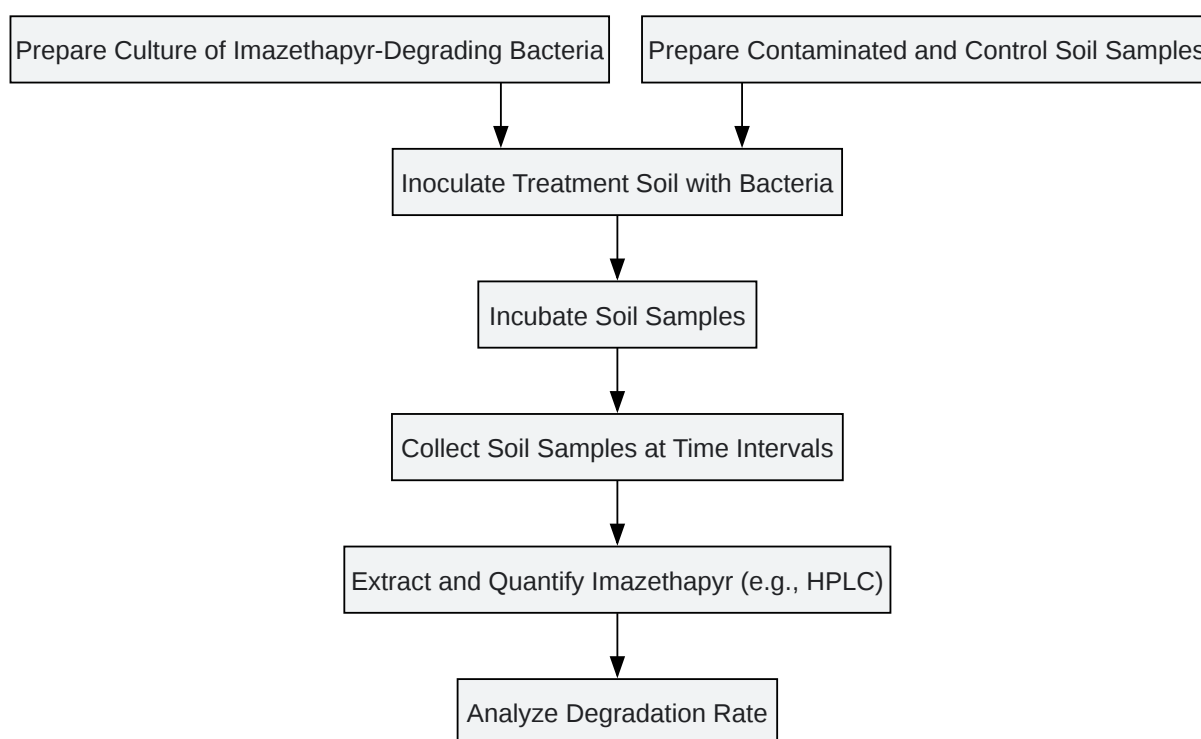 Prepare Culture of Imazethapyr-Degrading Bacteria
Prepare Contaminated and Control Soil Samples
Inoculate Treatment Soil with Bacteria
Incubate Soil Samples
Collect Soil Samples at Time Intervals
Extract and Quantify Imazethapyr (e.g., HPLC)
Analyze Degradation Rate